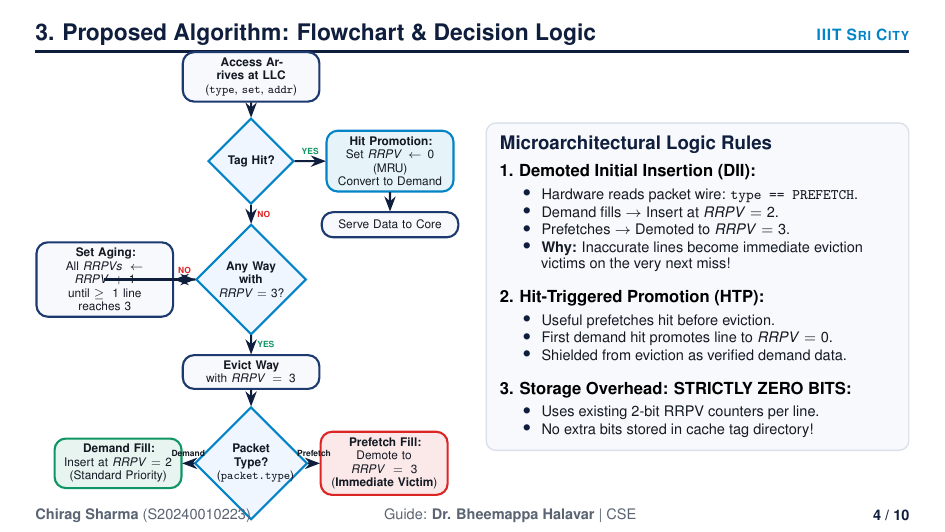 3. Proposed Algorithm: Flowchart & Decision Logic
IIIT SRI CITY
Access Ar-
rives at LLC
(type, set, addr)
Tag Hit?
YES
Hit Promotion:
Set RRPV ← 0
(MRU)
Convert to Demand
Serve Data to Core
NO
Set Aging:
All RRPVs ←
RRPV + 1
until ≥ 1 line
reaches 3
NO
Any Way
with
RRPV = 3?
YES
Evict Way
with RRPV = 3
Demand Fill:
Insert at RRPV = 2
(Standard Priority)
Demand
Packet
Type?
(packet.type)
Prefetch
Prefetch Fill:
Demote to
RRPV = 3
(Immediate Victim)
Microarchitectural Logic Rules
1. Demoted Initial Insertion (DII):
• Hardware reads packet wire: type == PREFETCH.
• Demand fills → Insert at RRPV = 2.
• Prefetches → Demoted to RRPV = 3.
• Why: Inaccurate lines become immediate eviction
victims on the very next miss!
2. Hit-Triggered Promotion (HTP):
• Useful prefetches hit before eviction.
• First demand hit promotes line to RRPV = 0.
• Shielded from eviction as verified demand data.
3. Storage Overhead: STRICTLY ZERO BITS:
• Uses existing 2-bit RRPV counters per line.
• No extra bits stored in cache tag directory!
Chirag Sharma (S20240010223)
Guide: Dr. Bheemappa Halavar | CSE
4 / 10